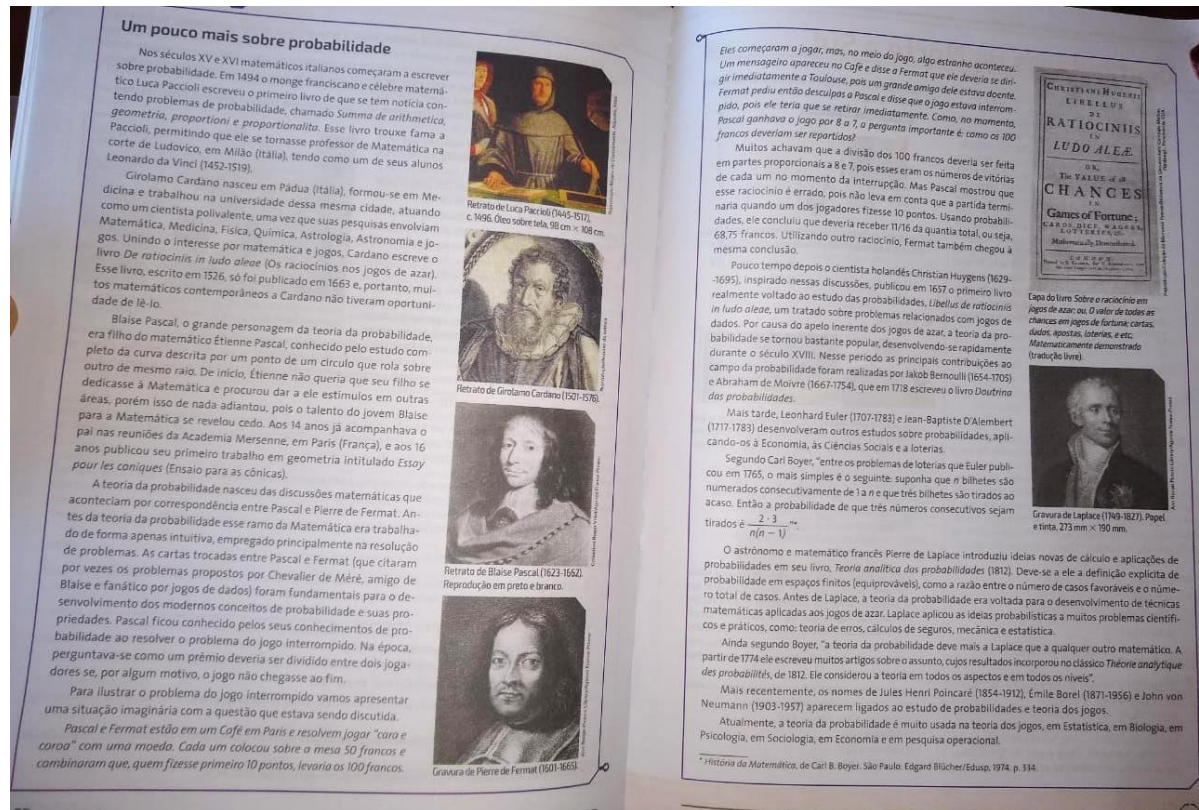 Um pouco mais sobre probabilidade
Nos séculos XV e XVI matemáticos italianos começaram a escrever
sobre probabilidade. Em 1494 o monge franciscano e célebre matemá-
tico Luca Paccioli escreveu o primeiro livro de que se tem notícia con-
tendo problemas de probabilidade, chamado Summa de arithmetica,
geometria, proportioni e proportionalita. Esse livro trouxe fama a
Paccioli, permitindo que ele se tornasse professor de Matemática na
corte de Ludovico, em Milão (Itália), tendo como um de seus alunos
Leonardo da Vinci (1452-1519).
Girolamo Cardano nasceu em Pádua (Itália), formou-se em Me-
dicina e trabalhou na universidade dessa mesma cidade, atuando
como um cientista polivalente, uma vez que suas pesquisas envolviam
Matemática, Medicina, Física, Química, Astrologia, Astronomia e jo-
gos. Unindo o interesse por matemática e jogos, Cardano escreve o
livro De ratiociniis in ludo aleae (Os raciocínios nos jogos de azar).
Esse livro, escrito em 1526, só foi publicado em 1663 e, portanto, mui-
tos matemáticos contemporâneos a Cardano não tiveram oportuni-
dade de lê-lo.
Blaise Pascal, o grande personagem da teoria da probabilidade,
era filho do matemático Étienne Pascal, conhecido pelo estudo com-
pleto da curva descrita por um ponto de um círculo que rola sobre
outro de mesmo raio. De início, Étienne não queria que seu filho se
dedicasse à Matemática e procurou dar a ele estímulos em outras
áreas, porém isso de nada adiantou, pois o talento do jovem Blaise
para a Matemática se revelou cedo. Aos 14 anos já acompanhava o
pai nas reuniões da Academia Mersenne, em Paris (França), e aos 16
anos publicou seu primeiro trabalho em geometria intitulado Essay
pour les coniques (Ensaio para as cônicas).
A teoria da probabilidade nasceu das discussões matemáticas que
aconteciam por correspondência entre Pascal e Pierre de Fermat. An-
tes da teoria da probabilidade esse ramo da Matemática era trabalha-
do de forma apenas intuitiva, empregado principalmente na resolução
de problemas. As cartas trocadas entre Pascal e Fermat (que citaram
por vezes os problemas propostos por Chevalier de Méré, amigo de
Blaise e fanático por jogos de dados) foram fundamentais para o de-
senvolvimento dos modernos conceitos de probabilidade e suas pro-
priedades. Pascal ficou conhecido pelos seus conhecimentos de pro-
babilidade ao resolver o problema do jogo interrompido. Na época,
perguntava-se como um prêmio deveria ser dividido entre dois joga-
dores se, por algum motivo, o jogo não chegasse ao fim.
Para ilustrar o problema do jogo interrompido vamos apresentar
uma situação imaginária com a questão que estava sendo discutida.
Pascal e Fermat estão em um Café em Paris e resolvem jogar "cara e
coroa" com uma moeda. Cada um colocou sobre a mesa 50 francos e
combinaram que, quem fizesse primeiro 10 pontos, levaria os 100 francos.
Retrato de Luca Paccioli (1445-1517),
c. 1496. Óleo sobre tela, 98 cm × 108 cm.
Retrato de Girolamo Cardano (1501-1576).
Retrato de Blaise Pascal (1623-1662).
Reprodução em preto e branco.
Gravura de Pierre de Fermat (1601-1665).
Eles começaram a jogar, mas, no meio do jogo, algo estranho aconteceu.
Um mensageiro apareceu no Café e disse a Fermat que ele deveria se diri-
gir imediatamente a Toulouse, pois um grande amigo dele estava doente.
Fermat pediu então desculpas a Pascal e disse que o jogo estava interrom-
pido, pois ele teria que se retirar imediatamente. Como, no momento,
Pascal ganhava o jogo por 8 a 7, a pergunta importante é: como os 100
francos deveriam ser repartidos?
Muitos achavam que a divisão dos 100 francos deveria ser feita
em partes proporcionais a 8 e 7, pois esses eram os números de vitórias
de cada um no momento da interrupção. Mas Pascal mostrou que
esse raciocínio é errado, pois não leva em conta que a partida termi-
naria quando um dos jogadores fizesse 10 pontos. Usando probabili-
dades, ele concluiu que deveria receber 11/16 da quantia total, ou seja,
68,75 francos. Utilizando outro raciocínio, Fermat também chegou à
mesma conclusão.
Pouco tempo depois o cientista holandês Christian Huygens (1629-
-1695), inspirado nessas discussões, publicou em 1657 o primeiro livro
realmente voltado ao estudo das probabilidades, Libellus de ratiociniis
in ludo aleae, um tratado sobre problemas relacionados com jogos de
dados. Por causa do apelo inerente dos jogos de azar, a teoria da pro-
babilidade se tornou bastante popular, desenvolvendo-se rapidamente
durante o século XVIII. Nesse período as principais contribuições ao
campo da probabilidade foram realizadas por Jakob Bernoulli (1654-1705)
e Abraham de Moivre (1667-1754), que em 1718 escreveu o livro Doutrina
das probabilidades.
Mais tarde, Leonhard Euler (1707-1783) e Jean-Baptiste D'Alembert
(1717-1783) desenvolveram outros estudos sobre probabilidades, apli-
cando-os à Economia, às Ciências Sociais e a loterias.
Segundo Carl Boyer, "entre os problemas de loterias que Euler publi-
cou em 1765, o mais simples é o seguinte: suponha que n bilhetes são
numerados consecutivamente de 1 a n e que três bilhetes são tirados ao
acaso. Então a probabilidade de que três números consecutivos sejam
tirados é 2 · 3 / n(n − 1)"*.
CHRISTIANI HUGENII
LIBELLUS
DE
RATIOCINIIS
IN
LUDO ALEÆ.
OR,
The VALUE of all
CHANCES
IN
Games of Fortune;
CARDS, DICE, WAGERS,
LOTTERIES, &c.
Mathematically Demonstrated.
LONDON:
Capa do livro Sobre o raciocínio em
jogos de azar; ou, O valor de todas as
chances em jogos de fortuna; cartas,
dados, apostas, loterias, e etc;
Matematicamente demonstrado
(tradução livre).
Gravura de Laplace (1749-1827). Papel
e tinta, 273 mm × 190 mm.
O astrônomo e matemático francês Pierre de Laplace introduziu ideias novas de cálculo e aplicações de
probabilidades em seu livro, Teoria analítica das probabilidades (1812). Deve-se a ele a definição explícita de
probabilidade em espaços finitos (equiprováveis), como a razão entre o número de casos favoráveis e o núme-
ro total de casos. Antes de Laplace, a teoria da probabilidade era voltada para o desenvolvimento de técnicas
matemáticas aplicadas aos jogos de azar. Laplace aplicou as ideias probabilísticas a muitos problemas científi-
cos e práticos, como: teoria de erros, cálculos de seguros, mecânica e estatística.
Ainda segundo Boyer, "a teoria da probabilidade deve mais a Laplace que a qualquer outro matemático. A
partir de 1774 ele escreveu muitos artigos sobre o assunto, cujos resultados incorporou no clássico Théorie analytique
des probabilités, de 1812. Ele considerou a teoria em todos os aspectos e em todos os níveis".
Mais recentemente, os nomes de Jules Henri Poincaré (1854-1912), Émile Borel (1871-1956) e John von
Neumann (1903-1957) aparecem ligados ao estudo de probabilidades e teoria dos jogos.
Atualmente, a teoria da probabilidade é muito usada na teoria dos jogos, em Estatística, em Biologia, em
Psicologia, em Sociologia, em Economia e em pesquisa operacional.
* História da Matemática, de Carl B. Boyer. São Paulo: Edgard Blücher/Edusp, 1974. p. 334.